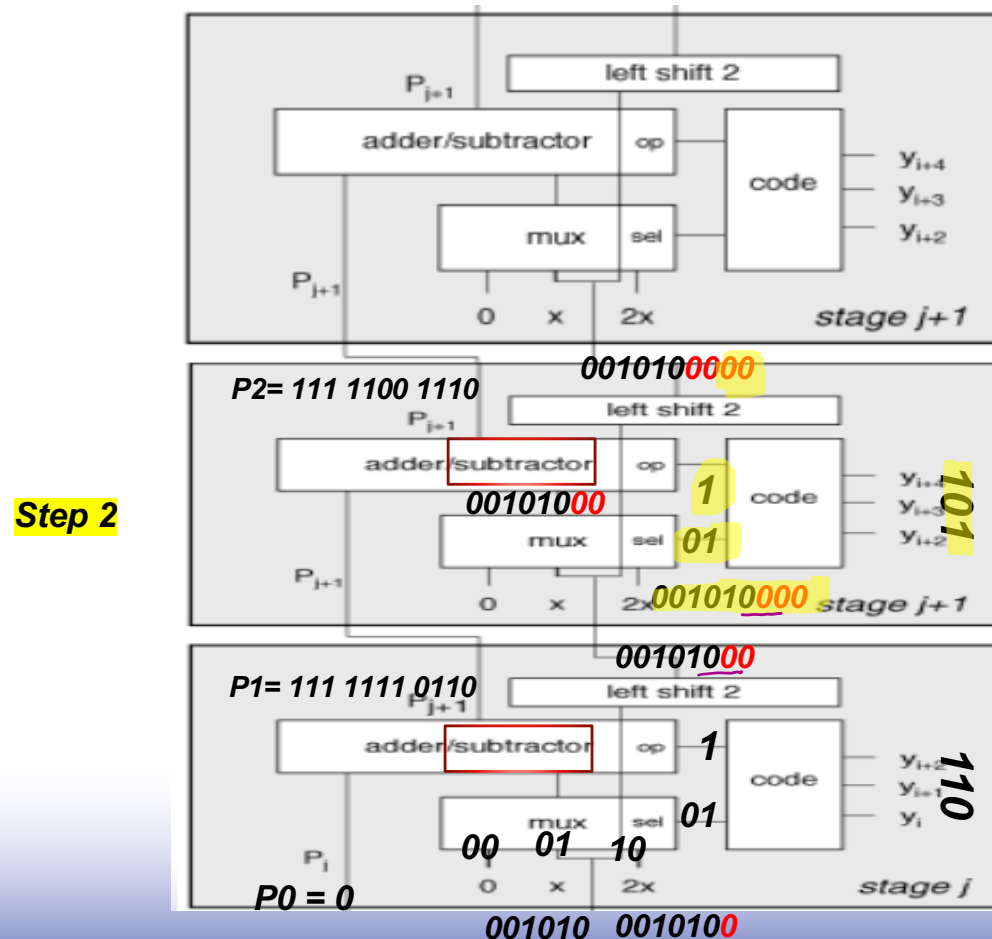 left shift 2
Pj+1
adder/subtractor op
code
yi+4
yi+3
yi+2
mux sel
Pj+1
0 x 2x stage j+1
0010100000
P2= 111 1100 1110
left shift 2
Pj+1
adder/subtractor op
1
code
yi+4
yi+3
yi+2
101
Step 2
00101000
mux sel
01
Pj+1
0 x 2x
001010000
stage j+1
00101000
P1= 111 1111 0110
left shift 2
Pj+1
adder/subtractor op
1
code
yi+2
yi+1
yi
110
mux sel
01
00 01 10
Pi
0 x 2x stage j
P0 = 0
001010 0010100